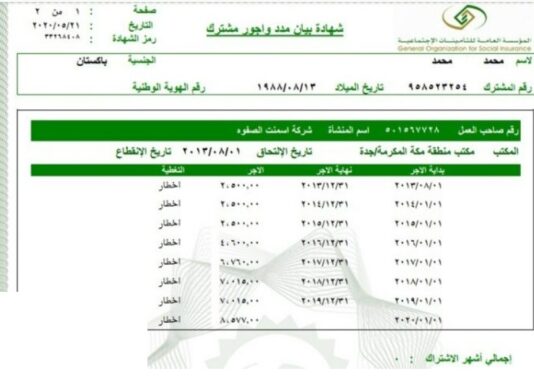 شهادة بيان مدد واجور مشترك
صفحة : ١ من ٢
التاريخ : ٢٠٢٠/٠٥/٢١
رمز الشهادة : ٣٣٢٦٨٤٠٨
المؤسسة العامة للتأمينات الإجتماعية
General Organization for Social Insurance
لاسم محمد محمد الجنسية باكستان
رقم المشترك ٩٥٨٥٢٣٢٥٤ تاريخ الميلاد ١٩٨٨/٠٨/١٣ رقم الهوية الوطنية
رقم صاحب العمل ٥٠١٥٦٧٧٢٨ اسم المنشأة شركة اسمنت الصفوه
المكتب مكتب منطقة مكة المكرمة/جدة تاريخ الإلتحاق ٢٠١٣/٠٨/٠١ تاريخ الإنقطاع
بداية الاجر نهاية الاجر الاجر التغطية
٢٠١٣/٠٨/٠١ ٢٠١٣/١٢/٣١ ٢،٥٠٠,٠٠ اخطار
٢٠١٤/٠١/٠١ ٢٠١٤/١٢/٣١ ٢،٥٠٠,٠٠ اخطار
٢٠١٥/٠١/٠١ ٢٠١٥/١٢/٣١ ٢،٥٠٠,٠٠ اخطار
٢٠١٦/٠١/٠١ ٢٠١٦/١٢/٣١ ٤،٦٠٠,٠٠ اخطار
٢٠١٧/٠١/٠١ ٢٠١٧/١٢/٣١ ٦،٧٦٠,٠٠ اخطار
٢٠١٨/٠١/٠١ ٢٠١٨/١٢/٣١ ٧،٠١٥,٠٠ اخطار
٢٠١٩/٠١/٠١ ٢٠١٩/١٢/٣١ ٧،٠١٥,٠٠ اخطار
٢٠٢٠/٠١/٠١ ٨،٥٧٧,٠٠ اخطار
إجمالي أشهر الاشتراك : ٠